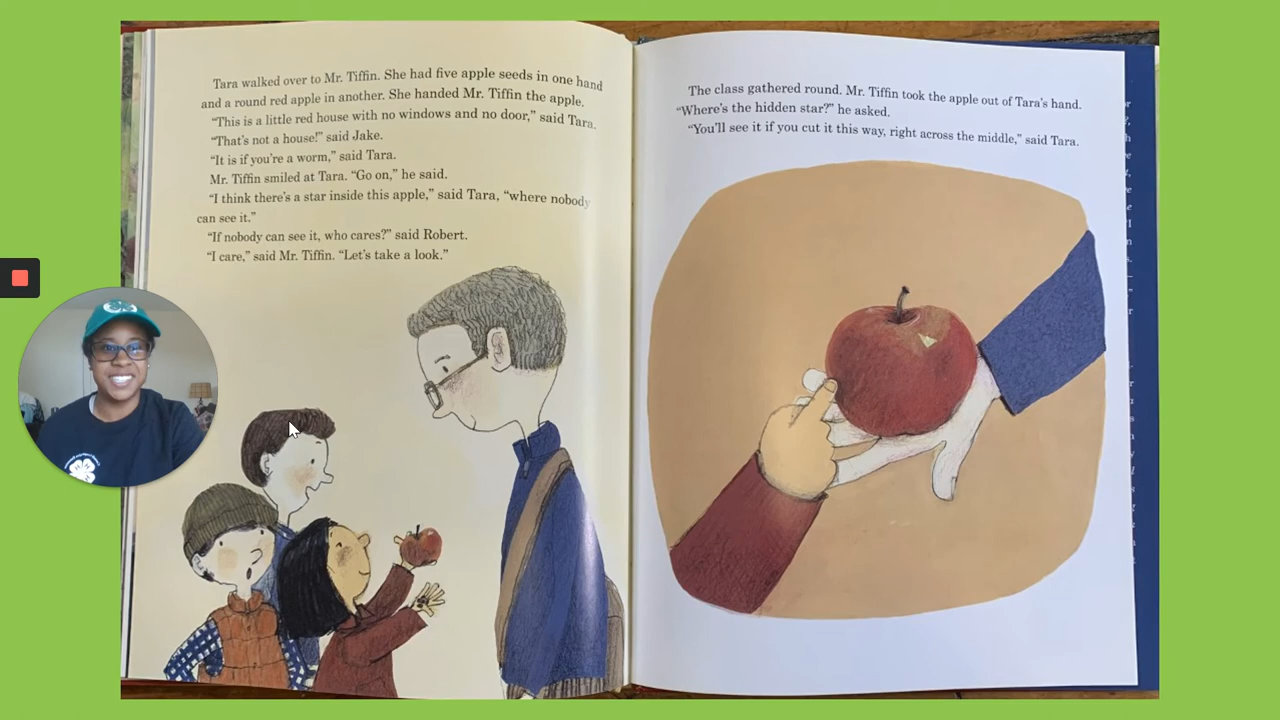 Tara walked over to Mr. Tiffin. She had five apple seeds in one hand
and a round red apple in another. She handed Mr. Tiffin the apple.
“This is a little red house with no windows and no door,” said Tara.
“That’s not a house!” said Jake.
“It is if you’re a worm,” said Tara.
Mr. Tiffin smiled at Tara. “Go on,” he said.
“I think there’s a star inside this apple,” said Tara, “where nobody
can see it.”
“If nobody can see it, who cares?” said Robert.
“I care,” said Mr. Tiffin. “Let’s take a look.”
The class gathered round. Mr. Tiffin took the apple out of Tara’s hand.
“Where’s the hidden star?” he asked.
“You’ll see it if you cut it this way, right across the middle,” said Tara.